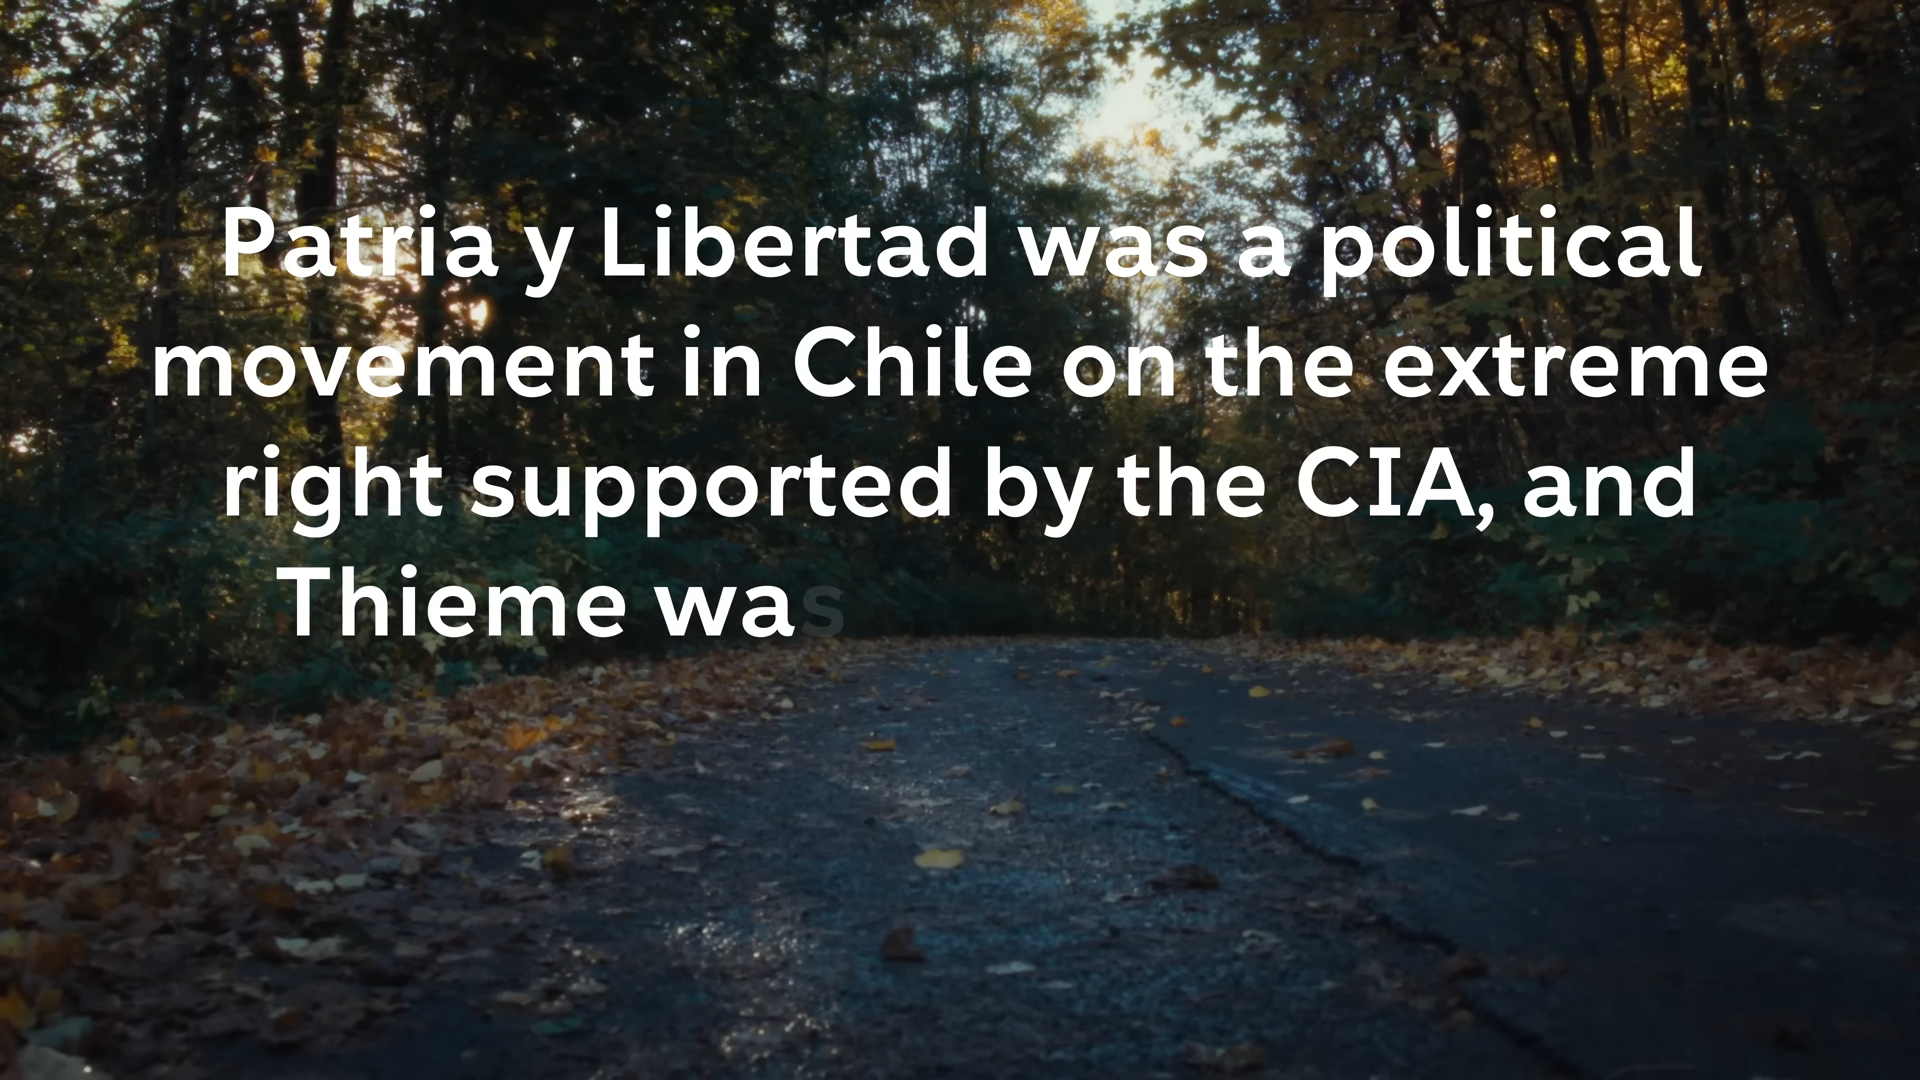 Patria y Libertad was a political
movement in Chile on the extreme
right supported by the CIA, and
Thieme was